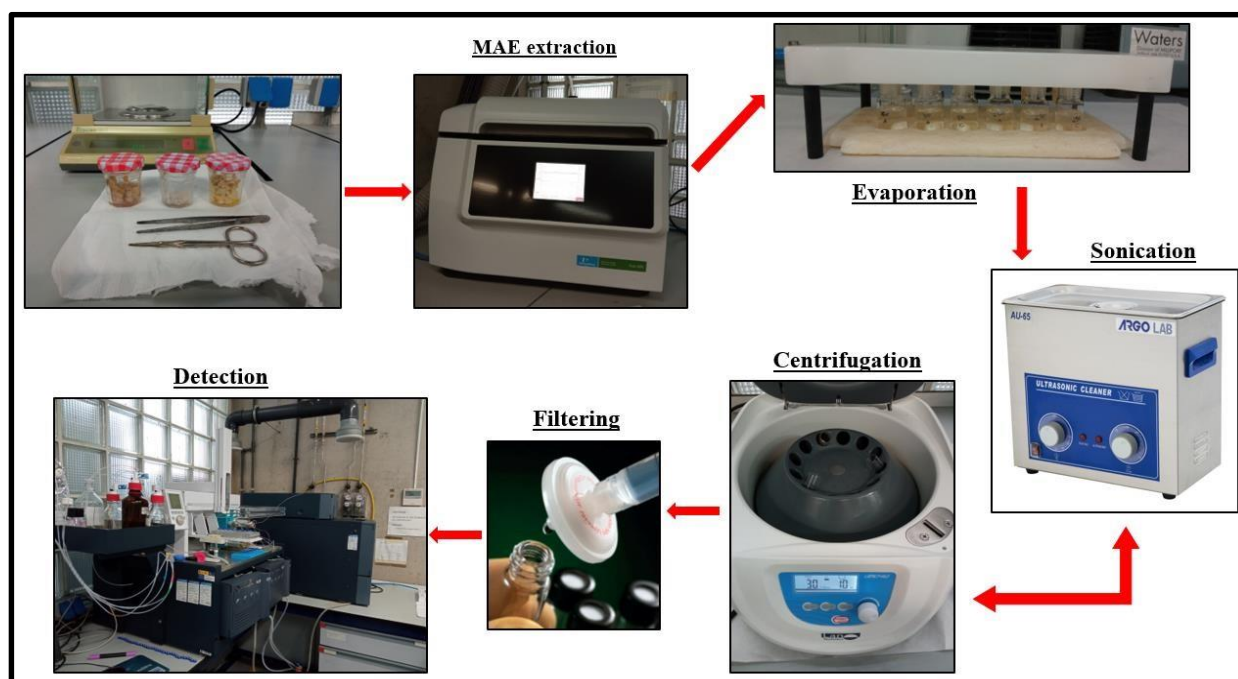 MAE extraction
Waters
Evaporation
Sonication
AU-65
ARGO LAB
ULTRASONIC CLEANER
Centrifugation
30 10
Filtering
Detection